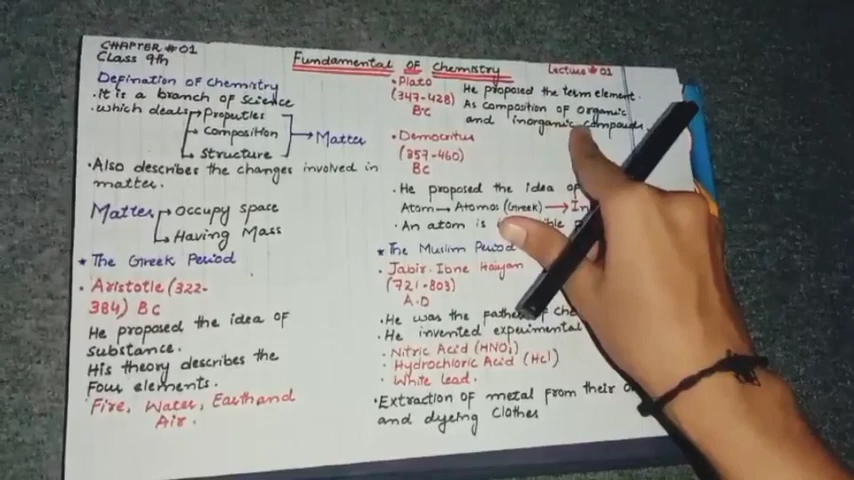 CHAPTER # 01
Class 9th
Fundamental OF Chemistry
Lecture # 01
Defination OF Chemistry
• It is a branch of Science
• which deals Properties
Composition
Structure
Matter
• Also describes the changes involved in
matter.
Matter Occupy space
Having Mass
* The Greek Period
• Aristotle (322-
384) BC
He proposed the idea of
substance.
His theory describes the
Four elements.
Fire, Water, Earth and
Air.
• Plato
(347-428)
BC
He proposed the term element.
As composition OF Organic
and inorganic compounds.
• Democritus
(357-460)
BC
• He proposed the idea of
Atom → Atomos (Greek) → In
• An atom is
* The Muslim Period
• Jabir. Ibne Haiyan
(721-803)
A.D
• He was the father of che
• He invented experimental
• Nitric Acid (HNO3)
• Hydrochloric Acid (Hcl)
• White lead.
• Extraction of metal from their o
and dyeing clothes